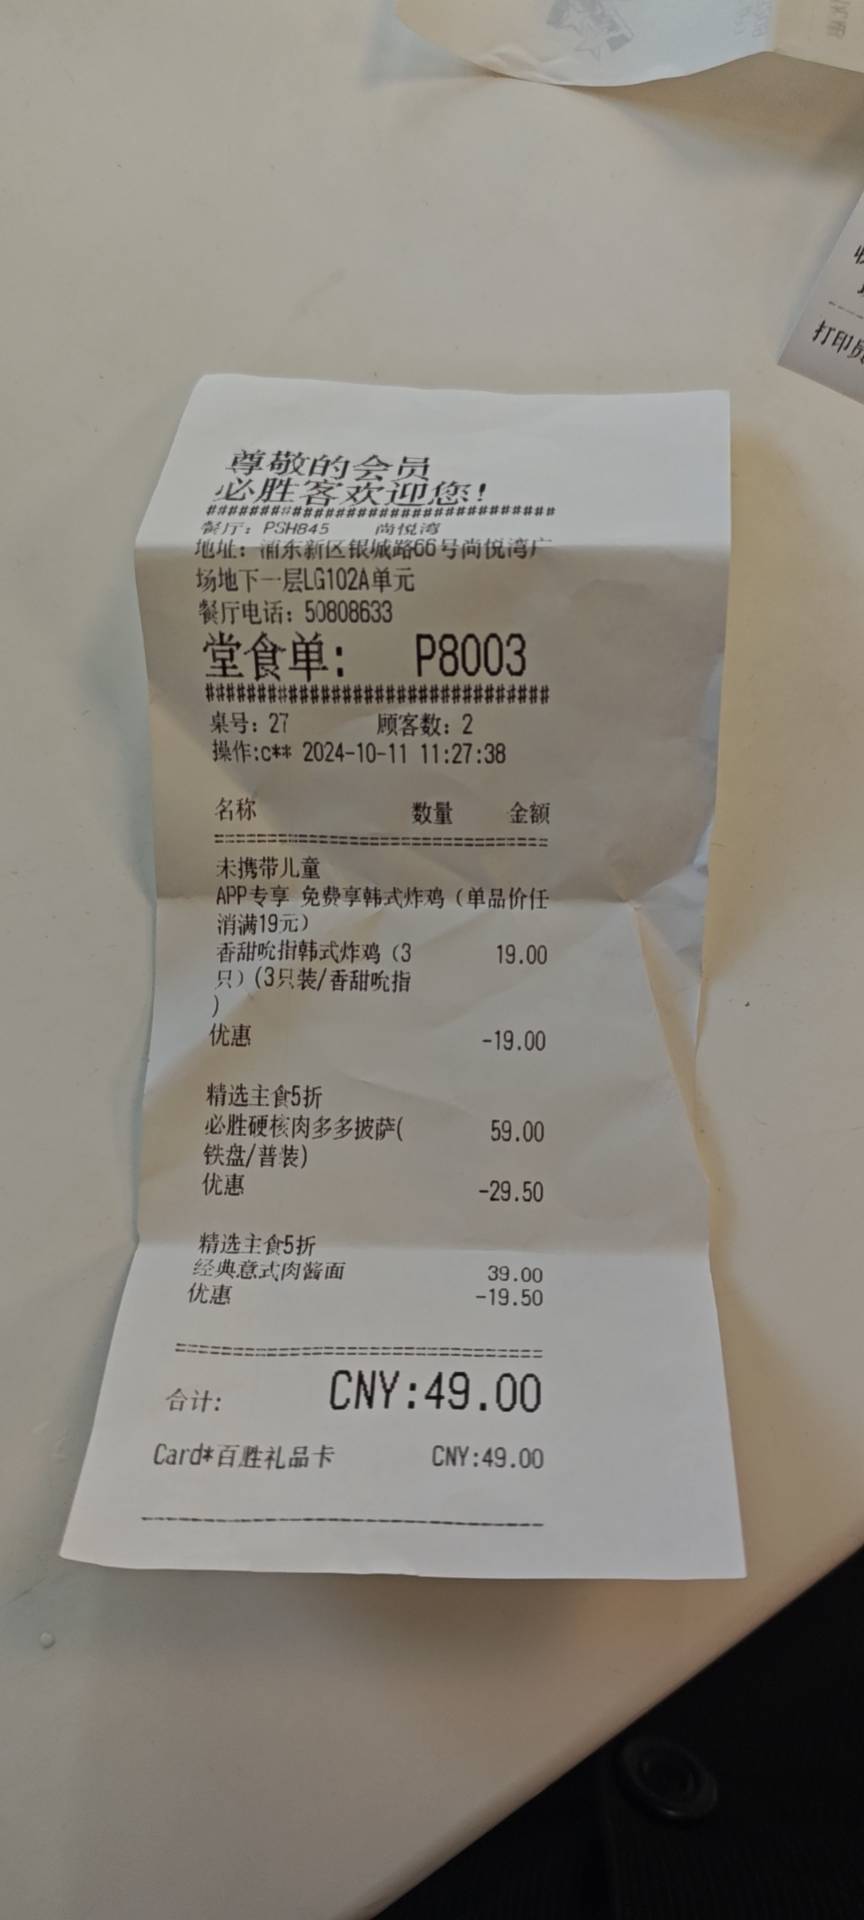 尊敬的会员
必胜客欢迎您!
#################################
餐厅: PSH845 尚悦湾
地址: 浦东新区银城路66号尚悦湾广
场地下一层LG102A单元
餐厅电话: 50808633
堂食单: P8003
#################################
桌号: 27 顾客数: 2
操作:c** 2024-10-11 11:27:38
名称 数量 金额
================================
未携带儿童
APP专享 免费享韩式炸鸡（单品价任
消满19元）
香甜吮指韩式炸鸡（3 19.00
只）(3只装/香甜吮指
)
优惠 -19.00
精选主食5折
必胜硬核肉多多披萨( 59.00
铁盘/普装)
优惠 -29.50
精选主食5折
经典意式肉酱面 39.00
优惠 -19.50
================================
合计: CNY:49.00
Card*百胜礼品卡 CNY:49.00
打印